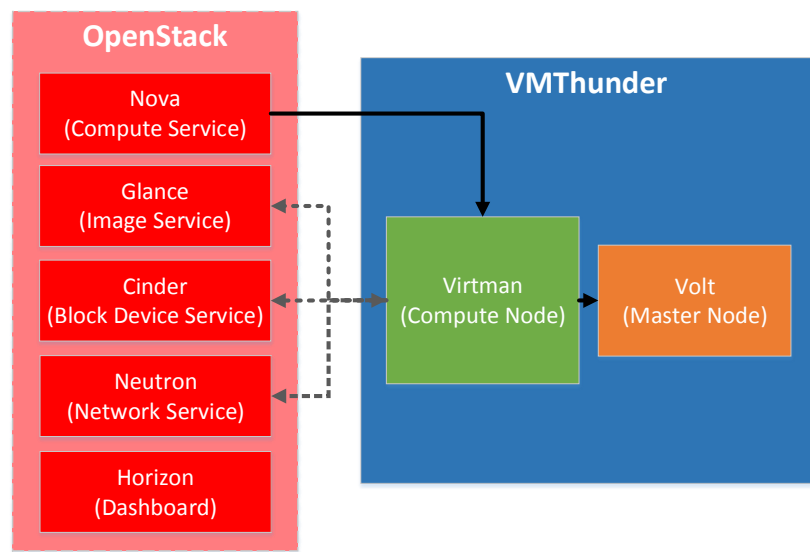 OpenStack
Nova
(Compute Service)
Glance
(Image Service)
Cinder
(Block Device Service)
Neutron
(Network Service)
Horizon
(Dashboard)
VMThunder
Virtman
(Compute Node)
Volt
(Master Node)